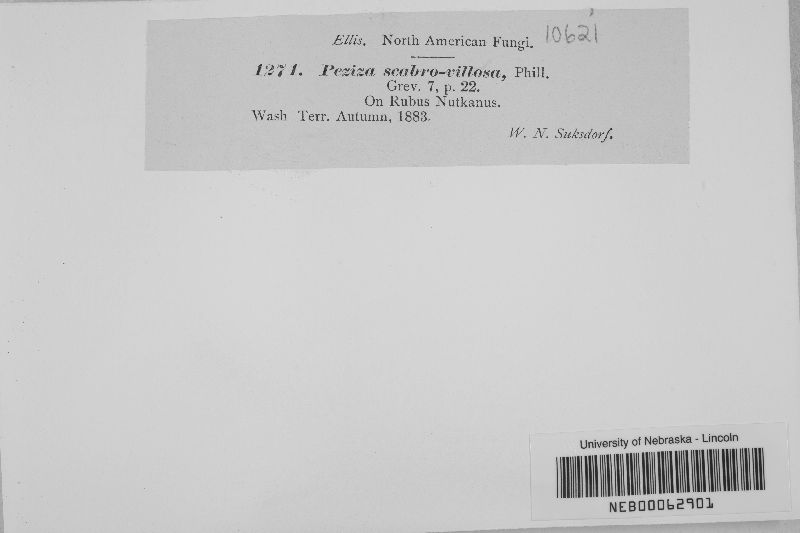 Ellis. North American Fungi. 10621
1271. Peziza scabro-villosa, Phill.
Grev. 7, p. 22.
On Rubus Nutkanus.
Wash Terr. Autumn, 1883.
W. N. Suksdorf.
University of Nebraska - Lincoln
NEB00062901